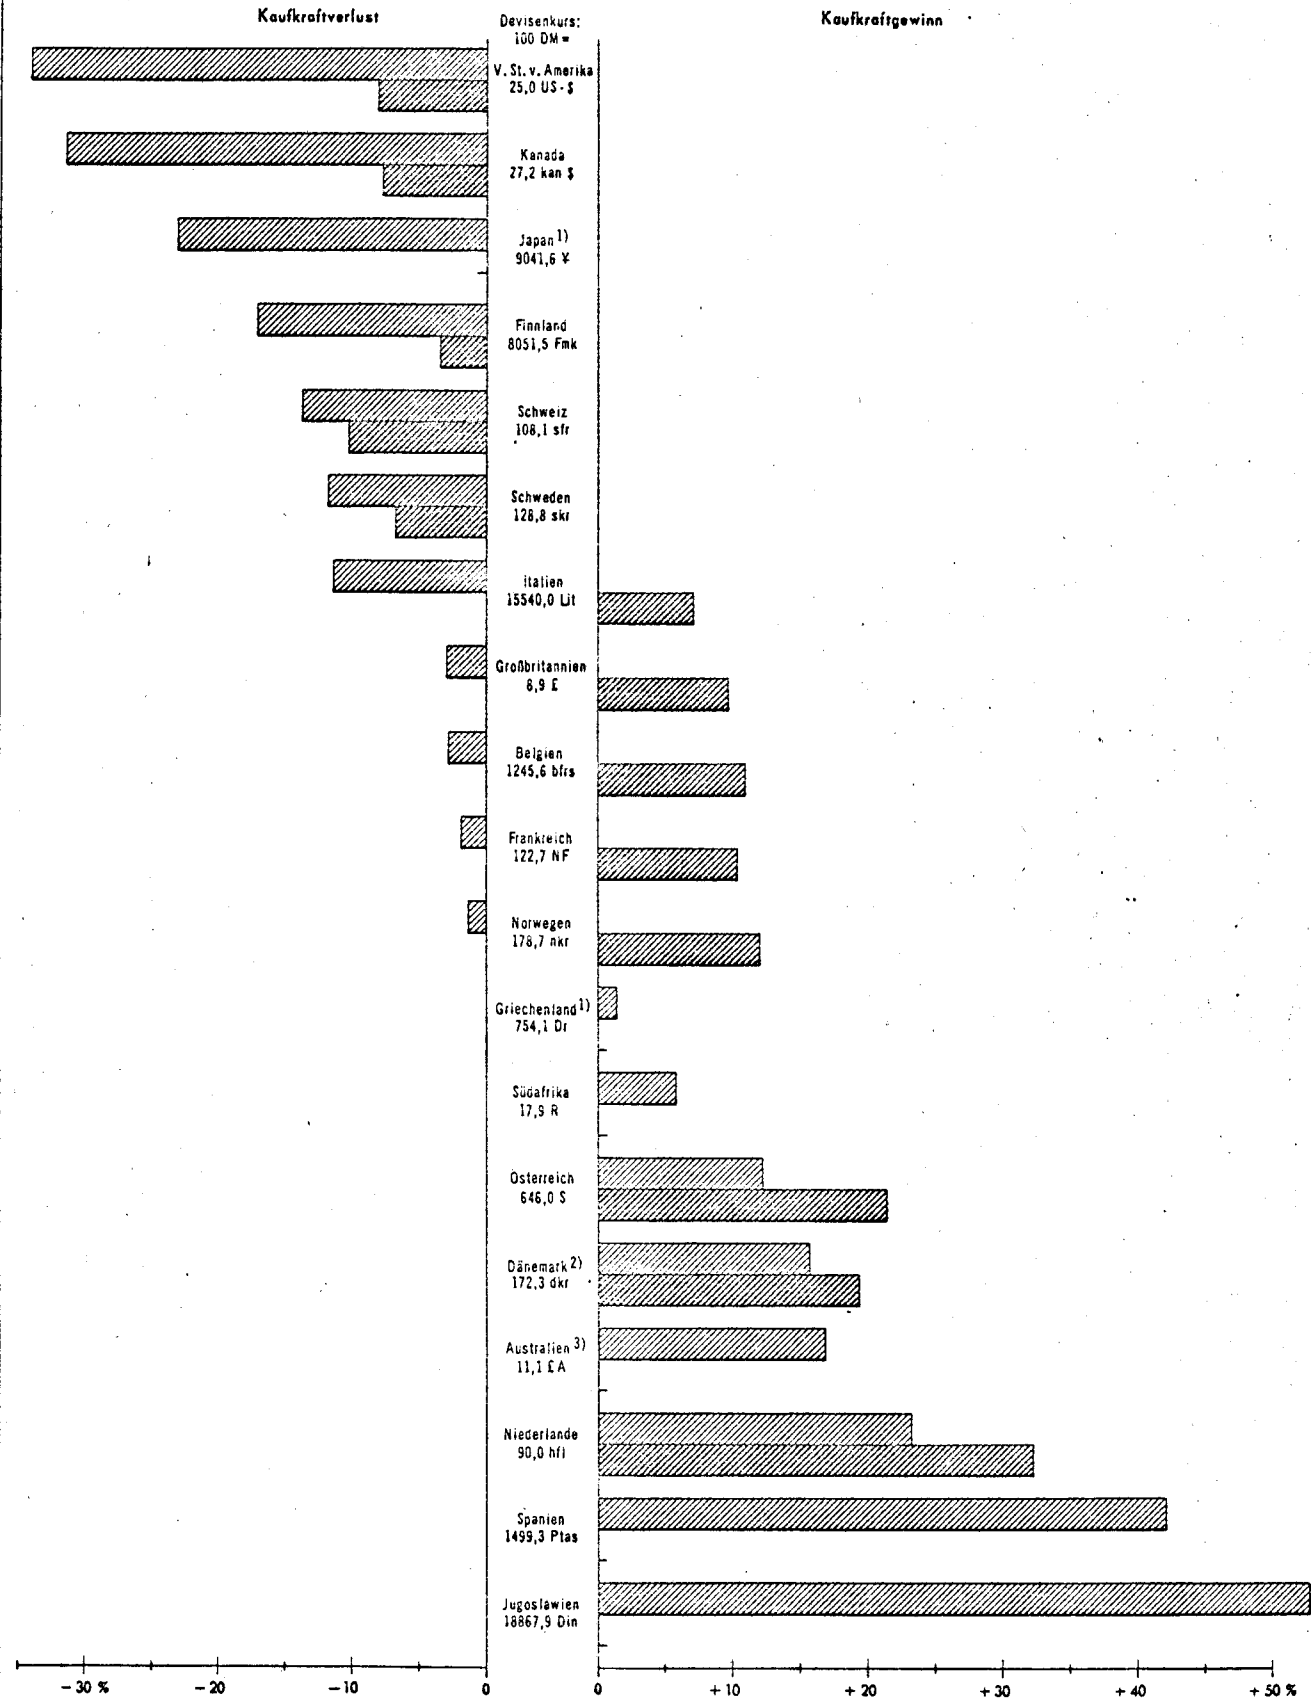 Kaufkraftverlust
Devisenkurs:
100 DM =
Kaufkraftgewinn
V. St. v. Amerika
25,0 US-$
Kanada
27,2 kan $
Japan 1)
9041,6 ¥
Finnland
8051,5 Fmk
Schweiz
108,1 sfr
Schweden
128,8 skr
Italien
15540,0 Lit
Großbritannien
8,9 £
Belgien
1245,6 bfrs
Frankreich
122,7 NF
Norwegen
178,7 nkr
Griechenland 1)
754,1 Dr
Südafrika
17,9 R
Österreich
646,0 S
Dänemark 2)
172,3 dkr
Australien 3)
11,1 £A
Niederlande
90,0 hfl
Spanien
1499,3 Ptas
Jugoslawien
18867,9 Din
– 30 % – 20 – 10 0 0 + 10 + 20 + 30 + 40 + 50 %